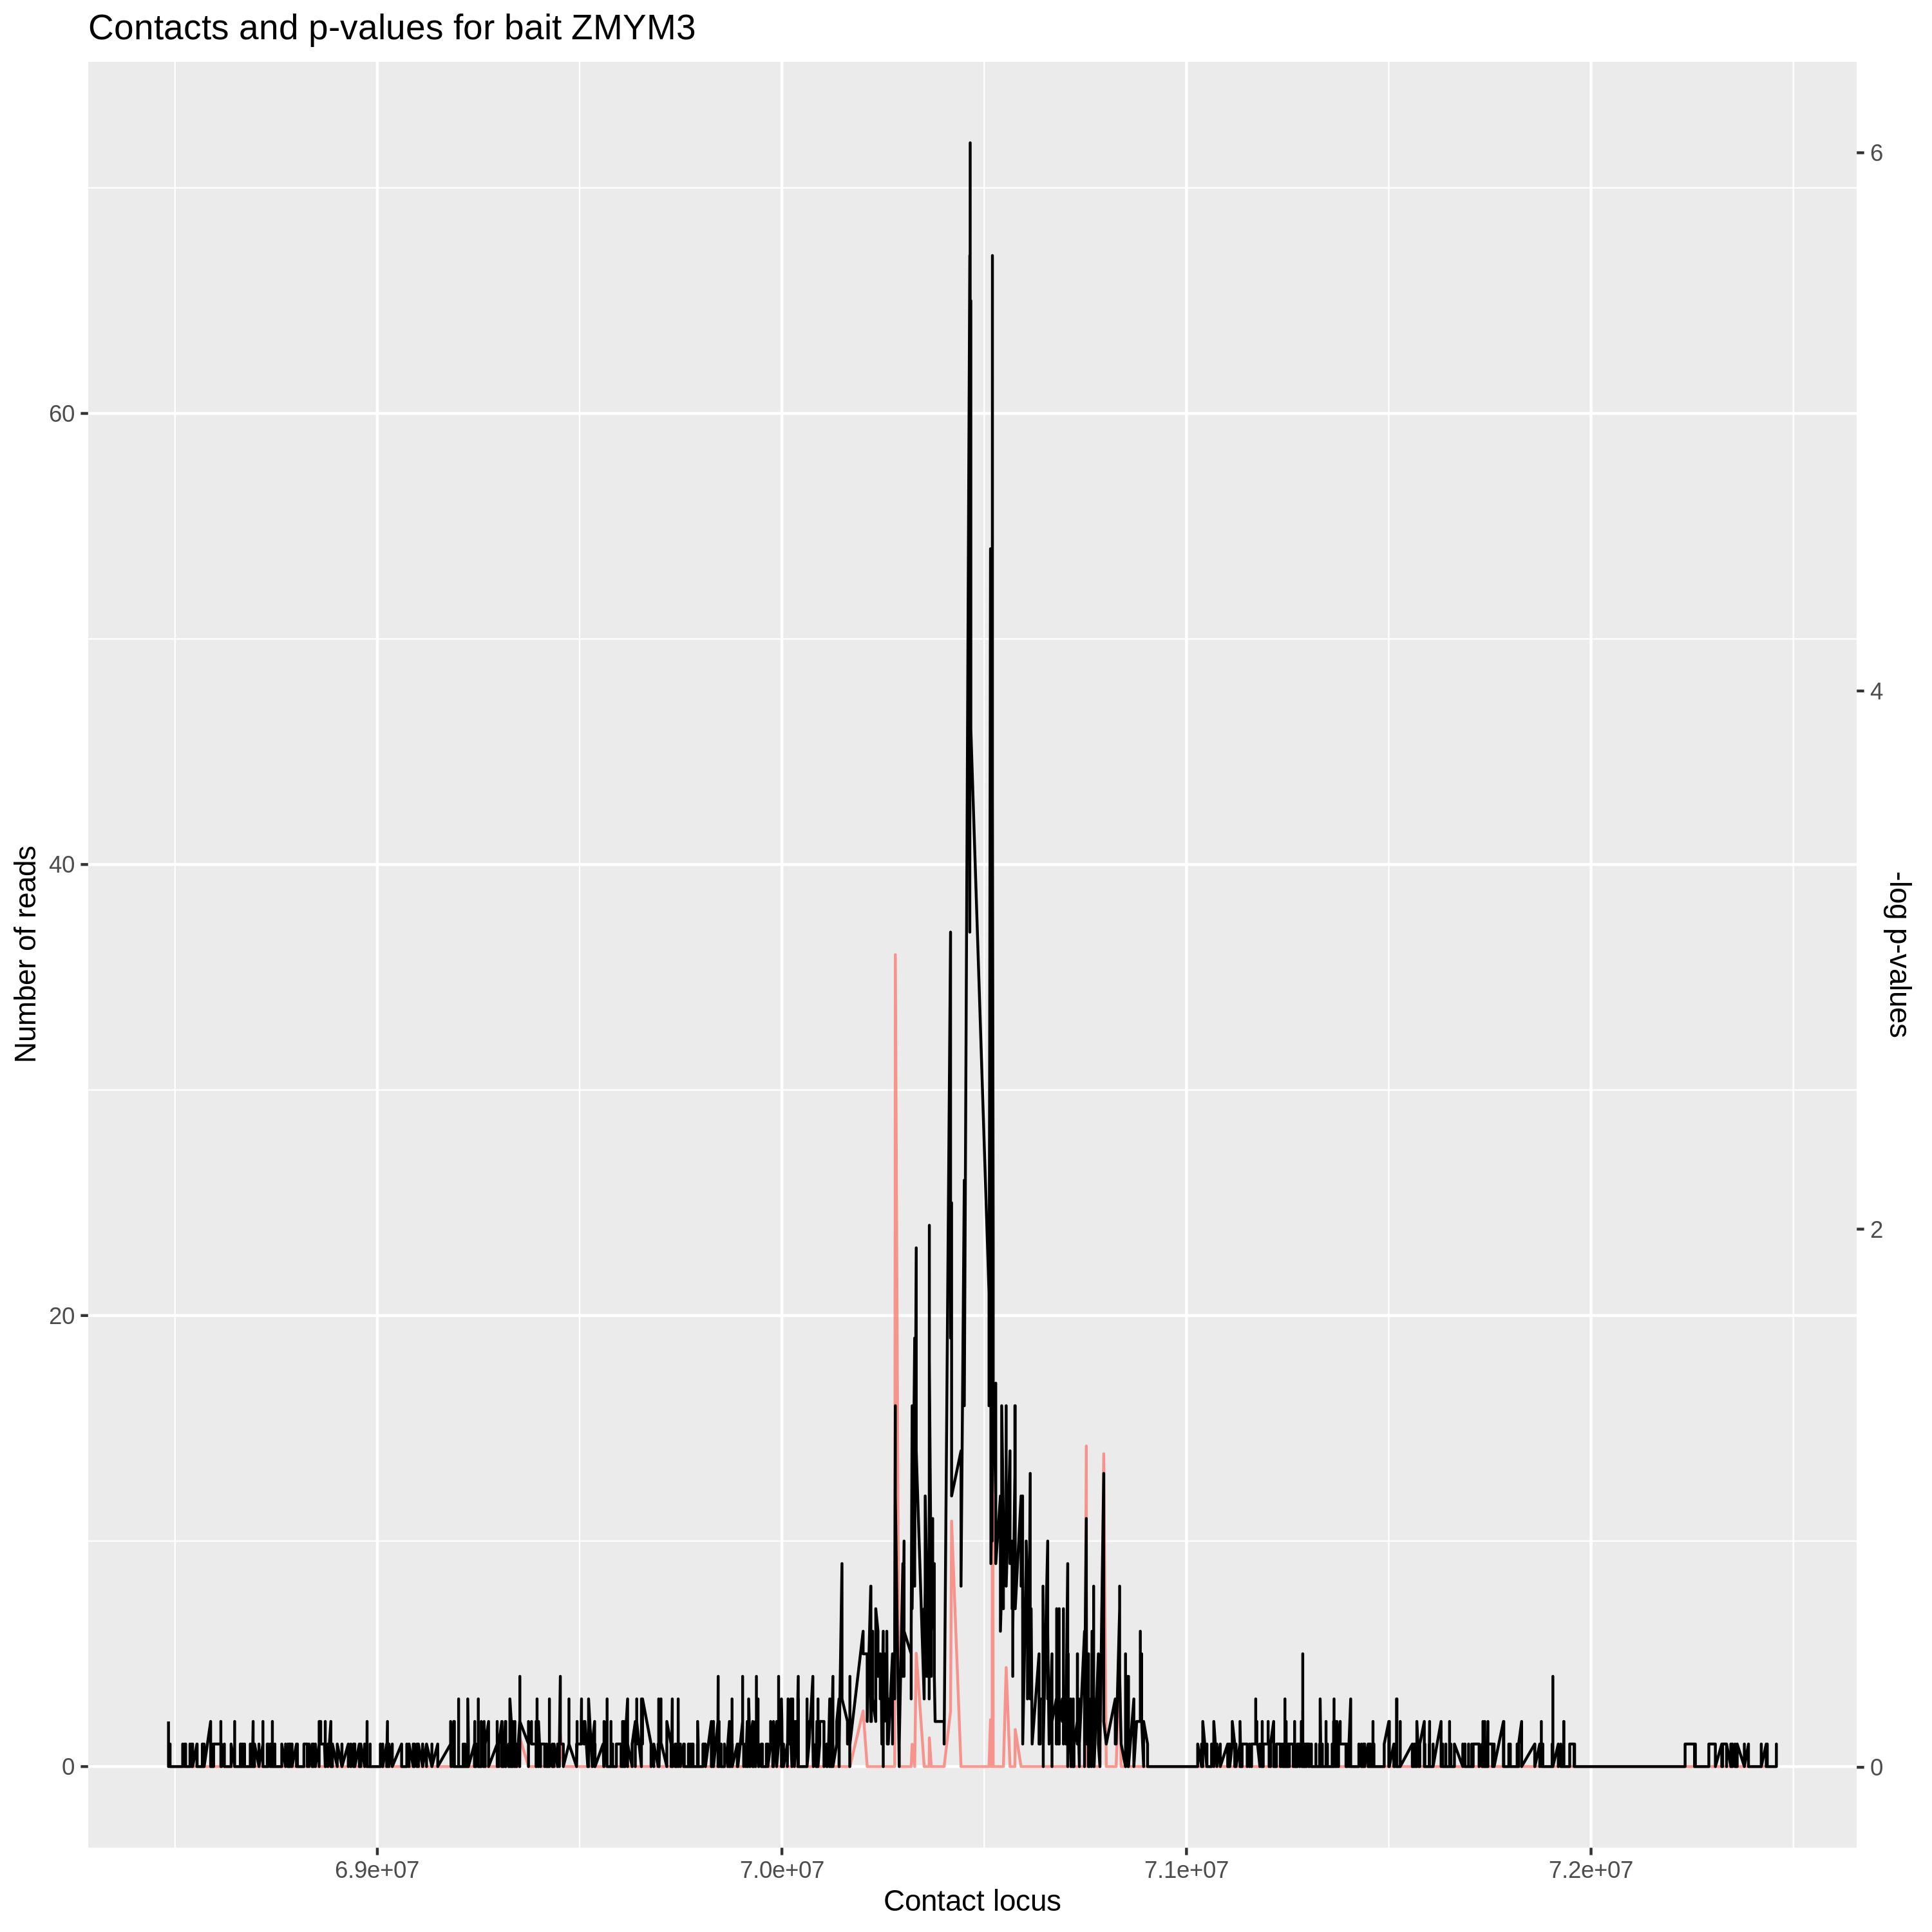 Contacts and p-values for bait ZMYM3
Number of reads
60
40
20
0
6
4
2
0
-log p-values
6.9e+07
7.0e+07
7.1e+07
7.2e+07
Contact locus